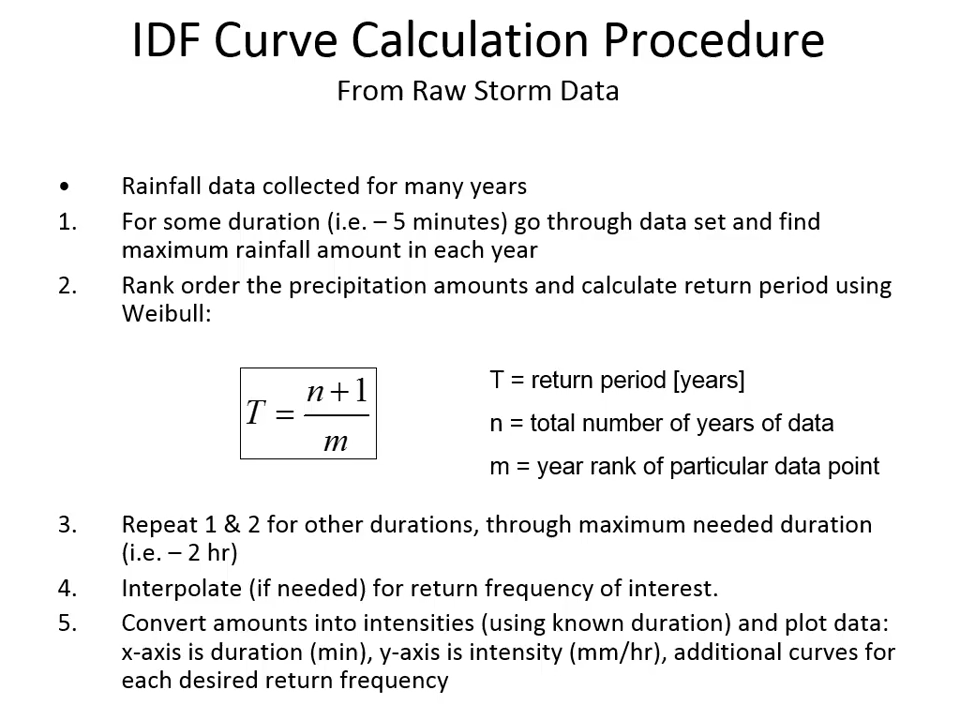 IDF Curve Calculation Procedure
From Raw Storm Data
• Rainfall data collected for many years
1. For some duration (i.e. – 5 minutes) go through data set and find
maximum rainfall amount in each year
2. Rank order the precipitation amounts and calculate return period using
Weibull:
T = (n + 1) / m
T = return period [years]
n = total number of years of data
m = year rank of particular data point
3. Repeat 1 & 2 for other durations, through maximum needed duration
(i.e. – 2 hr)
4. Interpolate (if needed) for return frequency of interest.
5. Convert amounts into intensities (using known duration) and plot data:
x-axis is duration (min), y-axis is intensity (mm/hr), additional curves for
each desired return frequency